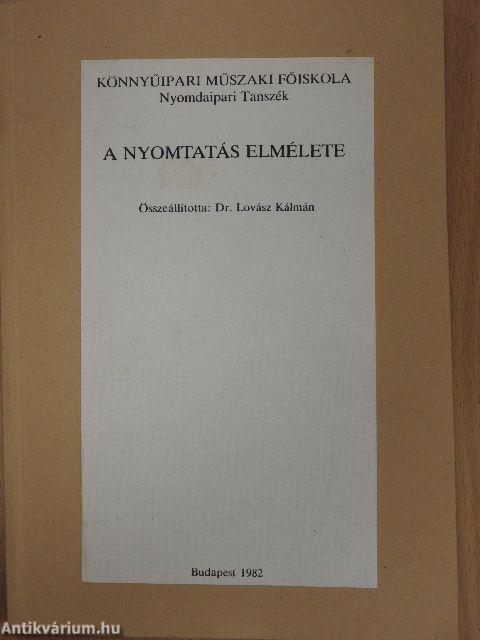 KÖNNYŰIPARI MŰSZAKI FŐISKOLA
Nyomdaipari Tanszék
A NYOMTATÁS ELMÉLETE
Összeállította: Dr. Lovász Kálmán
Budapest 1982
Antikvárium.hu